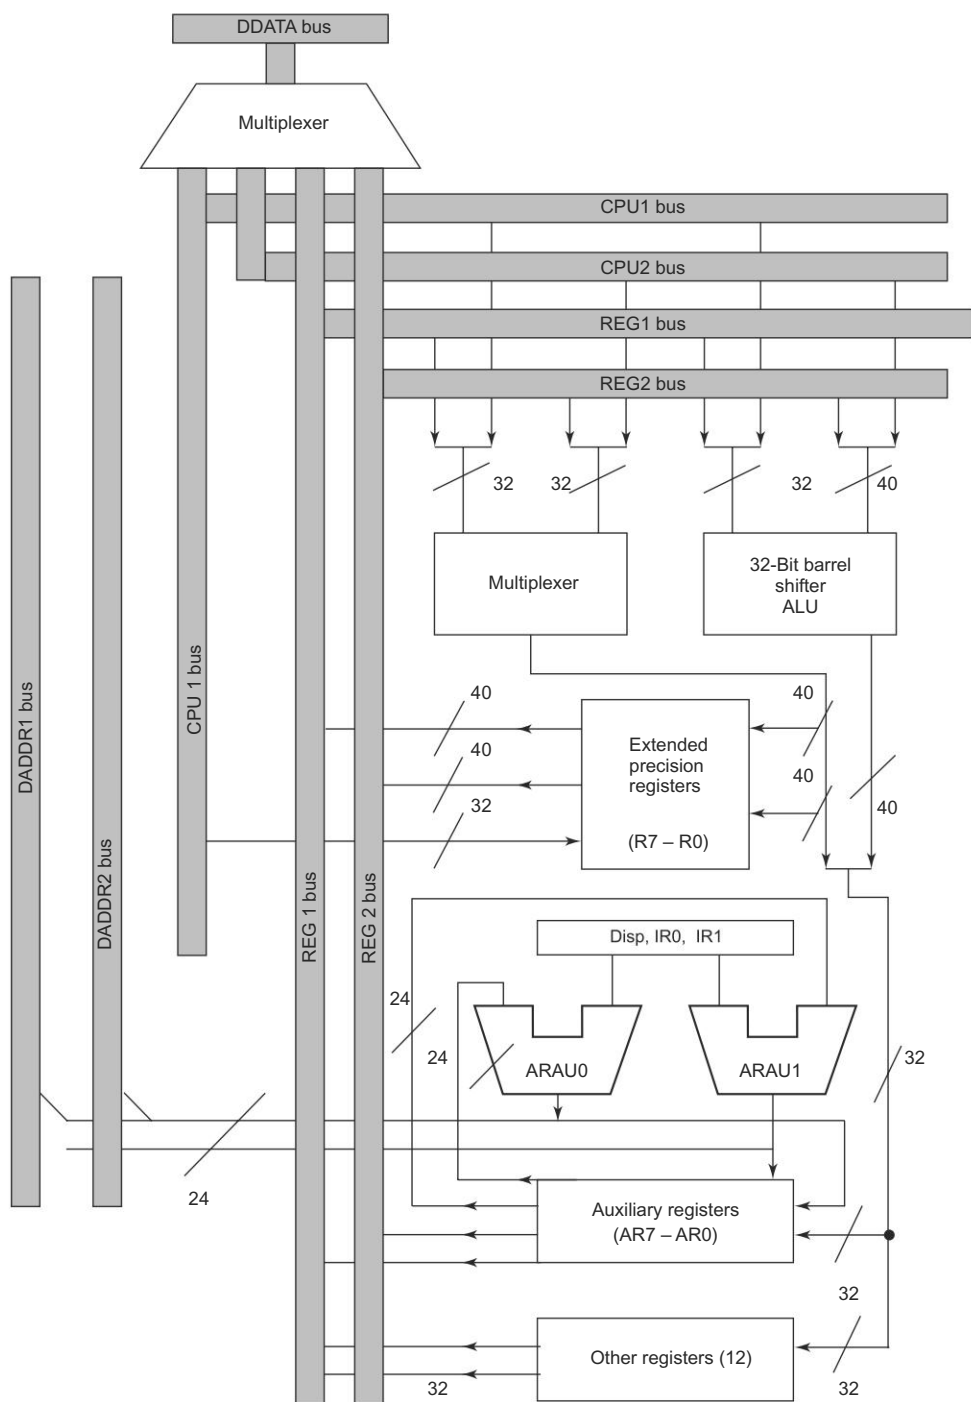 DDATA bus
Multiplexer
CPU1 bus
CPU2 bus
REG1 bus
REG2 bus
32
32
32
40
Multiplexer
32-Bit barrel
shifter
ALU
DADDR1 bus
DADDR2 bus
CPU 1 bus
REG 1 bus
REG 2 bus
40
40
32
Extended
precision
registers
(R7 – R0)
40
40
40
Disp, IR0, IR1
24
24
ARAU0
ARAU1
32
24
Auxiliary registers
(AR7 – AR0)
32
Other registers (12)
32
32